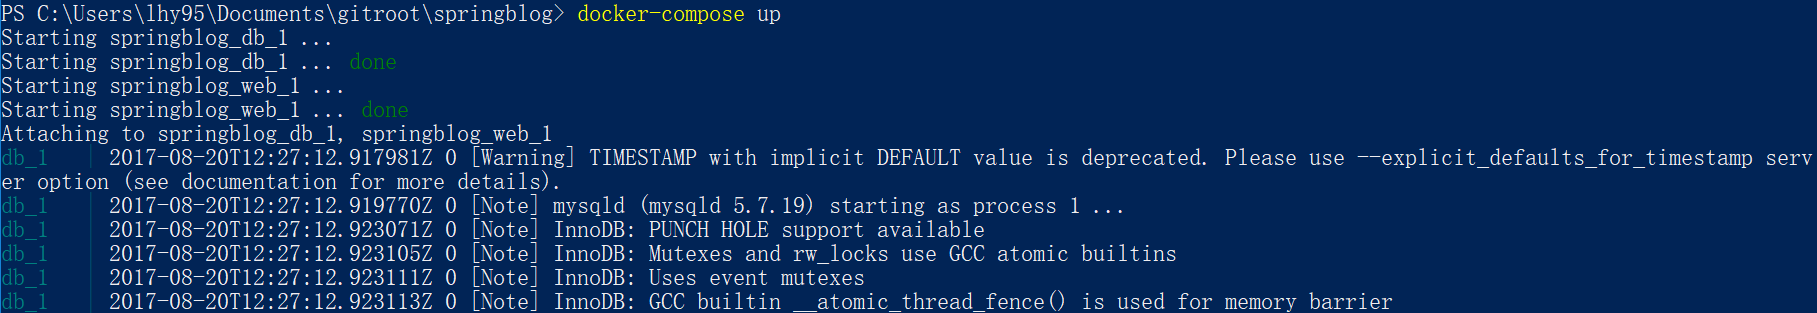 PS C:\Users\lhy95\Documents\gitroot\springblog> docker-compose up
Starting springblog_db_1 ...
Starting springblog_db_1 ... done
Starting springblog_web_1 ...
Starting springblog_web_1 ... done
Attaching to springblog_db_1, springblog_web_1
db_1 | 2017-08-20T12:27:12.917981Z 0 [Warning] TIMESTAMP with implicit DEFAULT value is deprecated. Please use --explicit_defaults_for_timestamp serv
er option (see documentation for more details).
db_1 | 2017-08-20T12:27:12.919770Z 0 [Note] mysqld (mysqld 5.7.19) starting as process 1 ...
db_1 | 2017-08-20T12:27:12.923071Z 0 [Note] InnoDB: PUNCH HOLE support available
db_1 | 2017-08-20T12:27:12.923105Z 0 [Note] InnoDB: Mutexes and rw_locks use GCC atomic builtins
db_1 | 2017-08-20T12:27:12.923111Z 0 [Note] InnoDB: Uses event mutexes
db_1 | 2017-08-20T12:27:12.923113Z 0 [Note] InnoDB: GCC builtin __atomic_thread_fence() is used for memory barrier